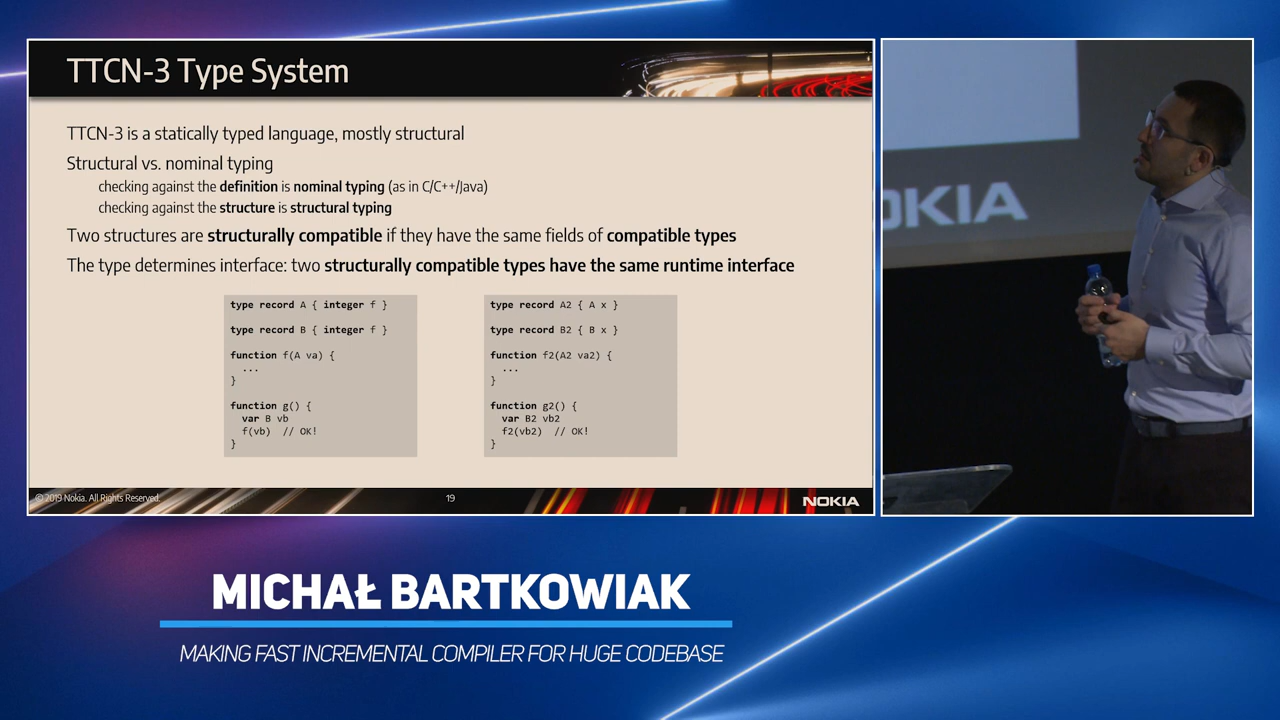 TTCN-3 Type System
TTCN-3 is a statically typed language, mostly structural
Structural vs. nominal typing
checking against the definition is nominal typing (as in C/C++/Java)
checking against the structure is structural typing
Two structures are structurally compatible if they have the same fields of compatible types
The type determines interface: two structurally compatible types have the same runtime interface
type record A { integer f }
type record B { integer f }
function f(A va) {
...
}
function g() {
var B vb
f(vb) // OK!
}
type record A2 { A x }
type record B2 { B x }
function f2(A2 va2) {
...
}
function g2() {
var B2 vb2
f2(vb2) // OK!
}
© 2019 Nokia. All Rights Reserved.
19
NOKIA
OKIA
MICHAŁ BARTKOWIAK
MAKING FAST INCREMENTAL COMPILER FOR HUGE CODEBASE